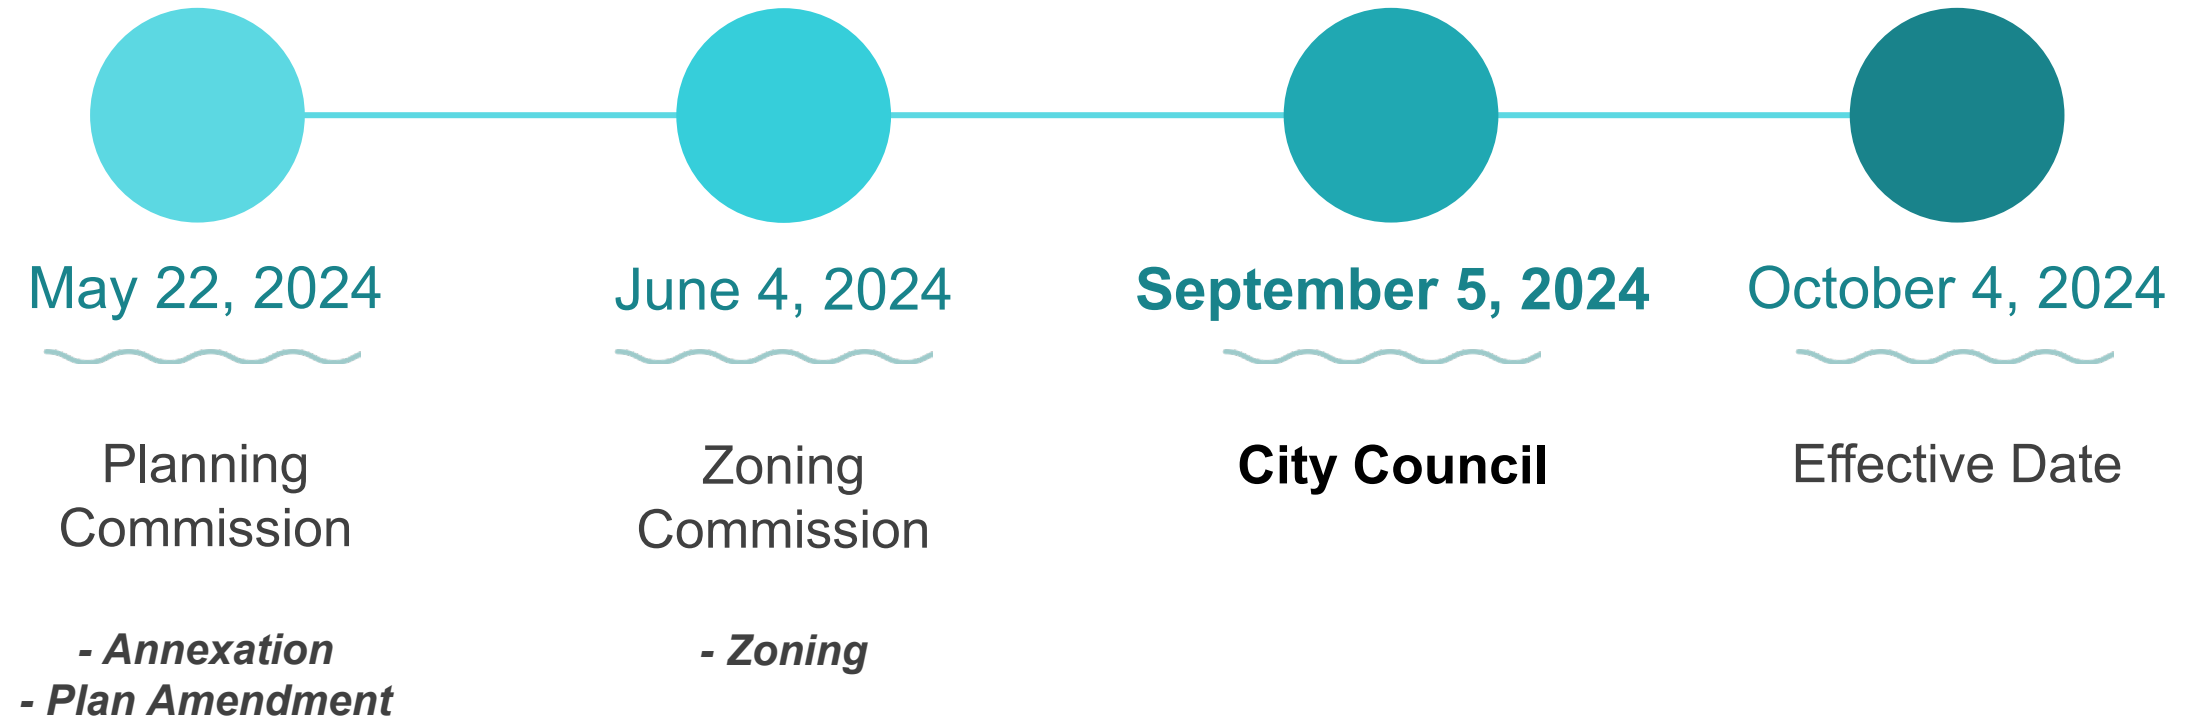 May 22, 2024
Planning
Commission
- Annexation
- Plan Amendment
June 4, 2024
Zoning
Commission
- Zoning
September 5, 2024
City Council
October 4, 2024
Effective Date